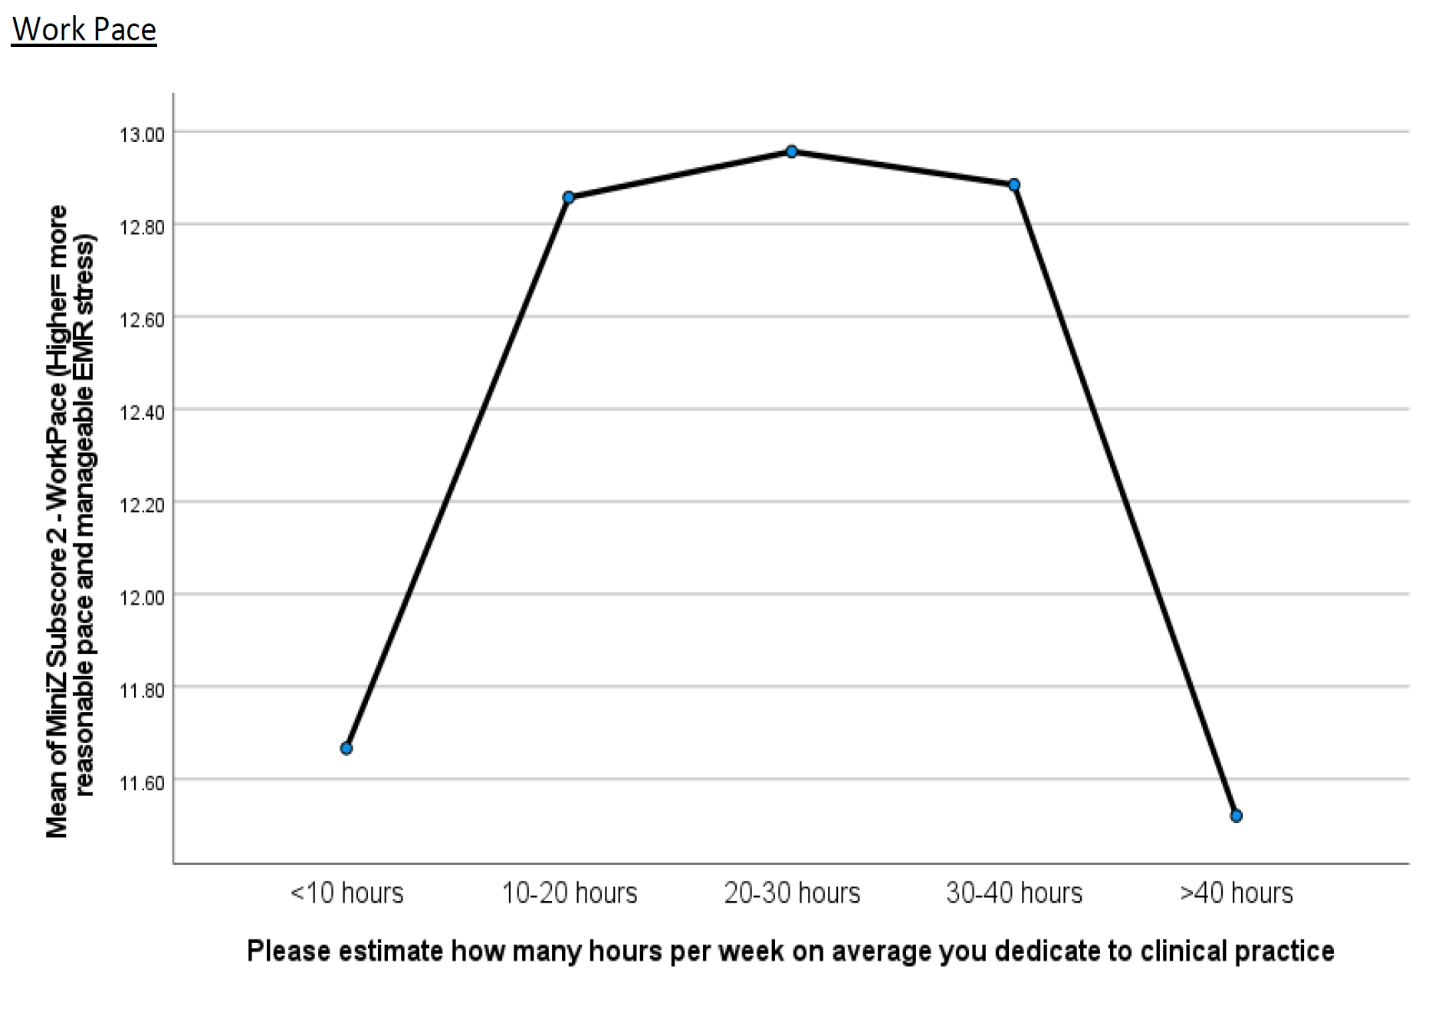 Work Pace
Mean of MiniZ Subscore 2 - WorkPace (Higher= more
reasonable pace and manageable EMR stress)
13.00
12.80
12.60
12.40
12.20
12.00
11.80
11.60
<10 hours
10-20 hours
20-30 hours
30-40 hours
>40 hours
Please estimate how many hours per week on average you dedicate to clinical practice